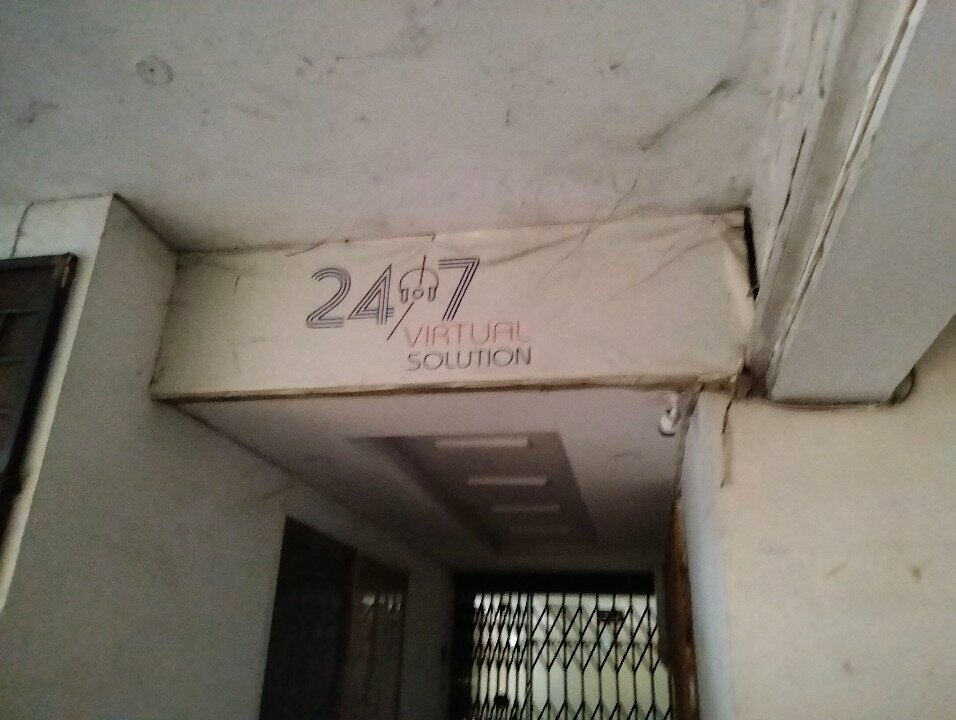 24/7
VIRTUAL
SOLUTION